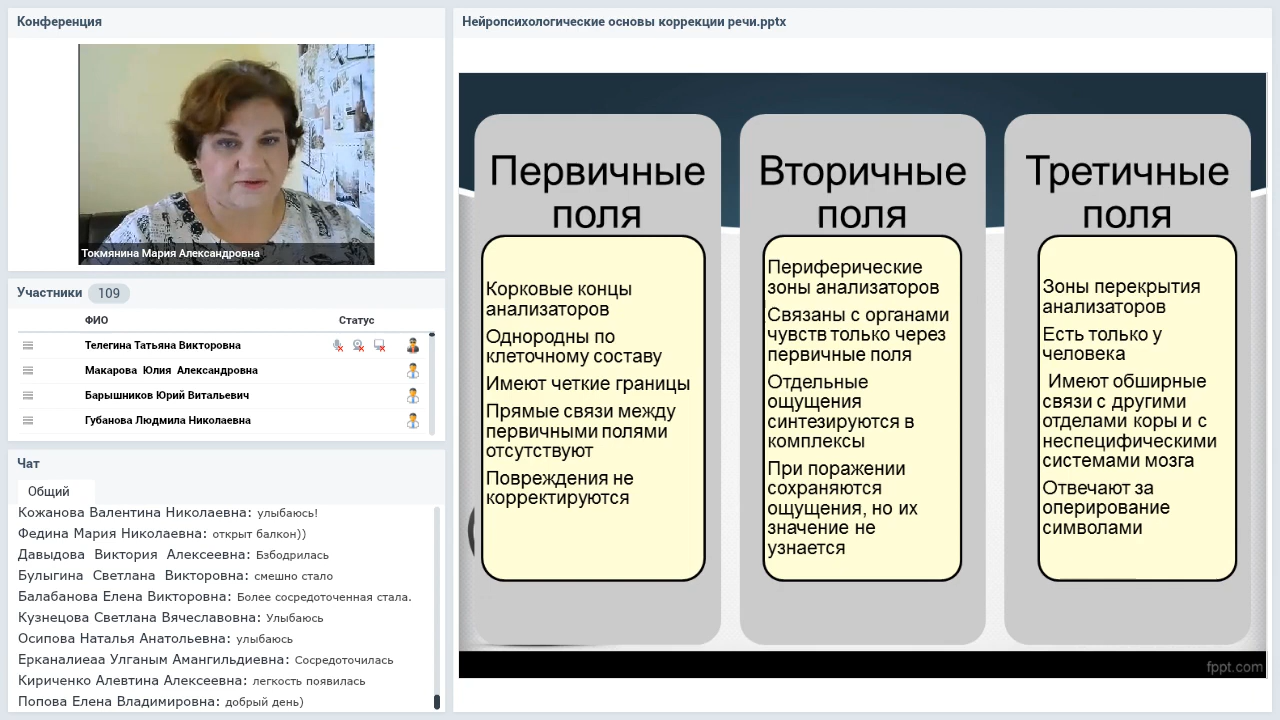 Конференция
Токмянина Мария Александровна
Участники 109
ФИО Статус
Телегина Татьяна Викторовна
Макарова Юлия Александровна
Барышников Юрий Витальевич
Губанова Людмила Николаевна
Чат
Общий
Кожанова Валентина Николаевна: улыбаюсь!
Федина Мария Николаевна: открыт балкон))
Давыдова Виктория Алексеевна: Бзбодрилась
Булыгина Светлана Викторовна: смешно стало
Балабанова Елена Викторовна: Более сосредоточенная стала.
Кузнецова Светлана Вячеславовна: Улыбаюсь
Осипова Наталья Анатольевна: улыбаюсь
Ерканалиеаа Улганым Амангильдиевна: Сосредоточилась
Кириченко Алевтина Алексеевна: легкость появилась
Попова Елена Владимировна: добрый день)
Нейропсихологические основы коррекции речи.pptx
Первичные
поля
Корковые концы
анализаторов
Однородны по
клеточному составу
Имеют четкие границы
Прямые связи между
первичными полями
отсутствуют
Повреждения не
корректируются
Вторичные
поля
Периферические
зоны анализаторов
Связаны с органами
чувств только через
первичные поля
Отдельные
ощущения
синтезируются в
комплексы
При поражении
сохраняются
ощущения, но их
значение не
узнается
Третичные
поля
Зоны перекрытия
анализаторов
Есть только у
человека
Имеют обширные
связи с другими
отделами коры и с
неспецифическими
системами мозга
Отвечают за
оперирование
символами
fppt.com